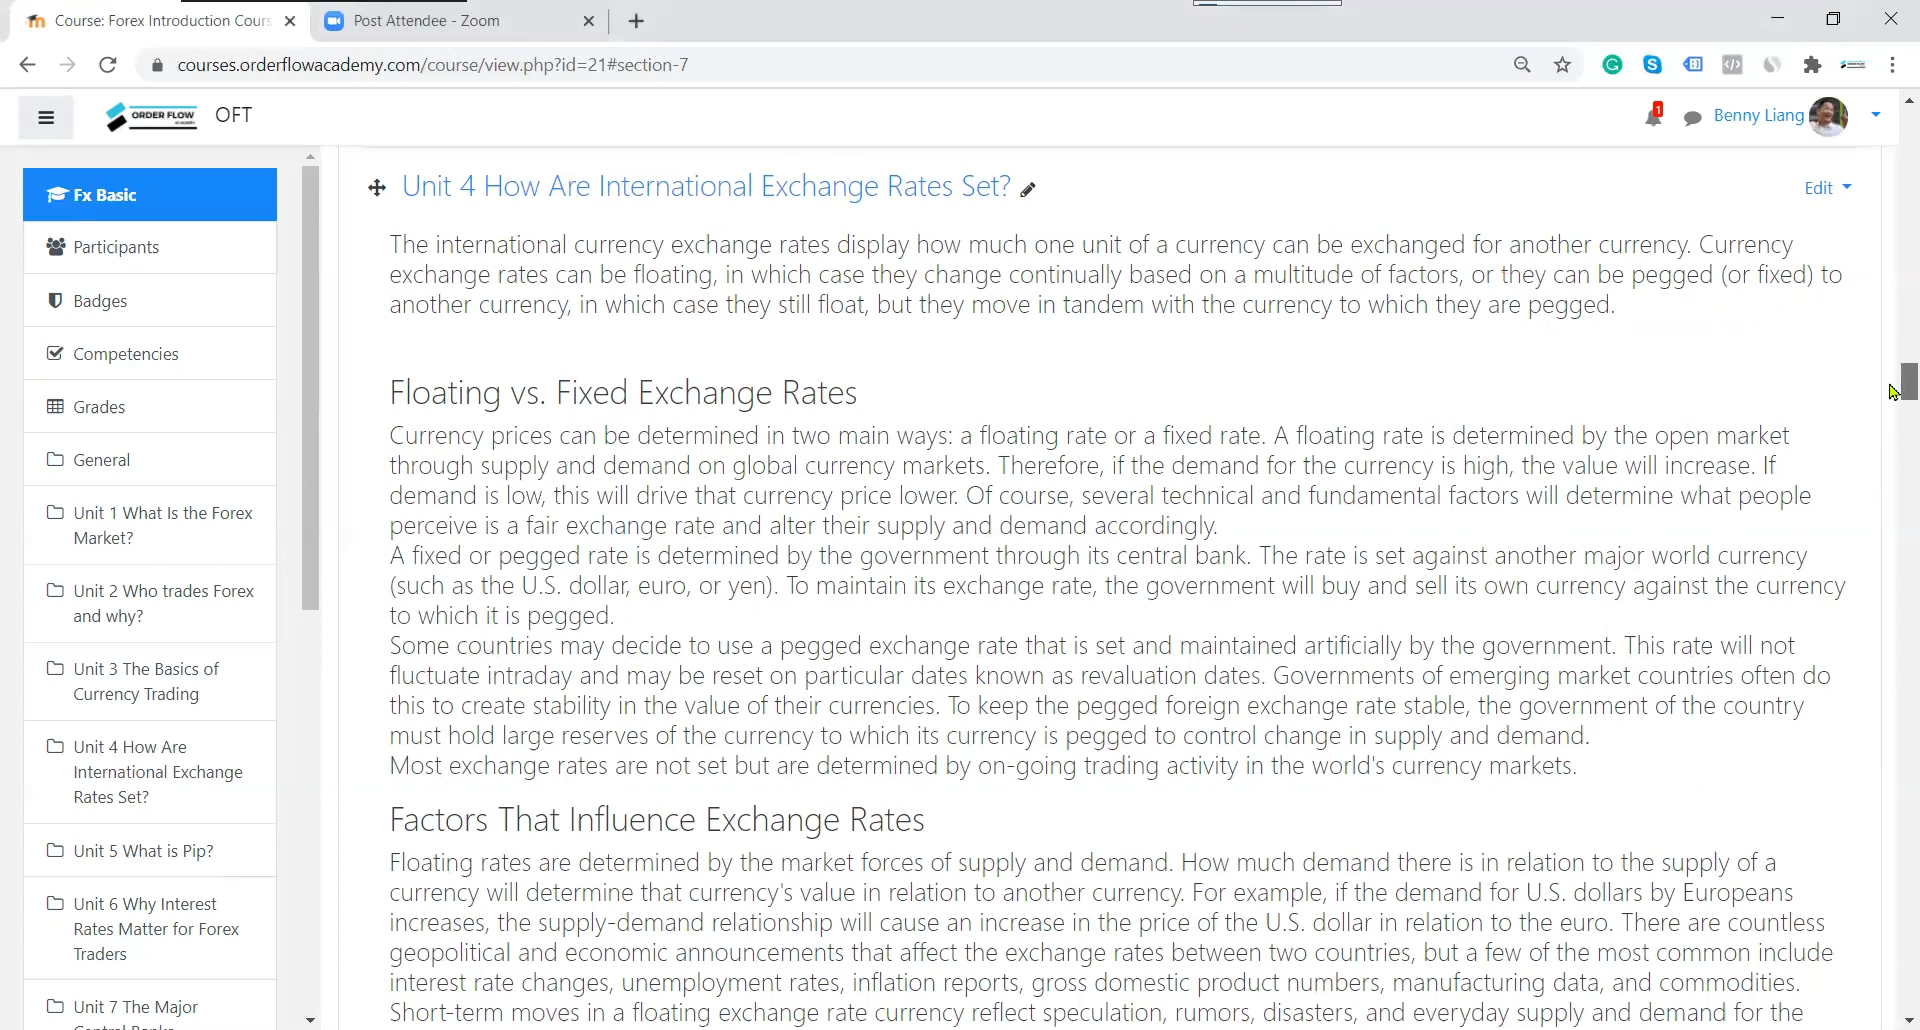 Course: Forex Introduction Cours
Post Attendee - Zoom
courses.orderflowacademy.com/course/view.php?id=21#section-7
ORDER FLOW
OFT
1
Benny Liang
Fx Basic
Participants
Badges
Competencies
Grades
General
Unit 1 What Is the Forex
Market?
Unit 2 Who trades Forex
and why?
Unit 3 The Basics of
Currency Trading
Unit 4 How Are
International Exchange
Rates Set?
Unit 5 What is Pip?
Unit 6 Why Interest
Rates Matter for Forex
Traders
Unit 7 The Major
Central Banks
Unit 4 How Are International Exchange Rates Set?
Edit
The international currency exchange rates display how much one unit of a currency can be exchanged for another currency. Currency
exchange rates can be floating, in which case they change continually based on a multitude of factors, or they can be pegged (or fixed) to
another currency, in which case they still float, but they move in tandem with the currency to which they are pegged.
Floating vs. Fixed Exchange Rates
Currency prices can be determined in two main ways: a floating rate or a fixed rate. A floating rate is determined by the open market
through supply and demand on global currency markets. Therefore, if the demand for the currency is high, the value will increase. If
demand is low, this will drive that currency price lower. Of course, several technical and fundamental factors will determine what people
perceive is a fair exchange rate and alter their supply and demand accordingly.
A fixed or pegged rate is determined by the government through its central bank. The rate is set against another major world currency
(such as the U.S. dollar, euro, or yen). To maintain its exchange rate, the government will buy and sell its own currency against the currency
to which it is pegged.
Some countries may decide to use a pegged exchange rate that is set and maintained artificially by the government. This rate will not
fluctuate intraday and may be reset on particular dates known as revaluation dates. Governments of emerging market countries often do
this to create stability in the value of their currencies. To keep the pegged foreign exchange rate stable, the government of the country
must hold large reserves of the currency to which its currency is pegged to control change in supply and demand.
Most exchange rates are not set but are determined by on-going trading activity in the world's currency markets.
Factors That Influence Exchange Rates
Floating rates are determined by the market forces of supply and demand. How much demand there is in relation to the supply of a
currency will determine that currency's value in relation to another currency. For example, if the demand for U.S. dollars by Europeans
increases, the supply-demand relationship will cause an increase in the price of the U.S. dollar in relation to the euro. There are countless
geopolitical and economic announcements that affect the exchange rates between two countries, but a few of the most common include
interest rate changes, unemployment rates, inflation reports, gross domestic product numbers, manufacturing data, and commodities.
Short-term moves in a floating exchange rate currency reflect speculation, rumors, disasters, and everyday supply and demand for the